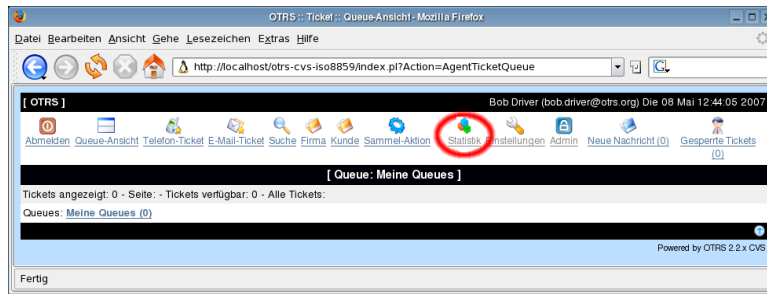 OTRS :: Ticket :: Queue-Ansicht - Mozilla Firefox
Datei Bearbeiten Ansicht Gehe Lesezeichen Extras Hilfe
http://localhost/otrs-cvs-iso8859/index.pl?Action=AgentTicketQueue
[ OTRS ] Bob Driver (bob.driver@otrs.org) Die 08 Mai 12:44:05 2007
Abmelden Queue-Ansicht Telefon-Ticket E-Mail-Ticket Suche Firma Kunde Sammel-Aktion Statistik Einstellungen Admin Neue Nachricht (0) Gesperrte Tickets
(0)
[ Queue: Meine Queues ]
Tickets angezeigt: 0 - Seite: - Tickets verfügbar: 0 - Alle Tickets:
Queues: Meine Queues (0)
Powered by OTRS 2.2.x CVS
Fertig